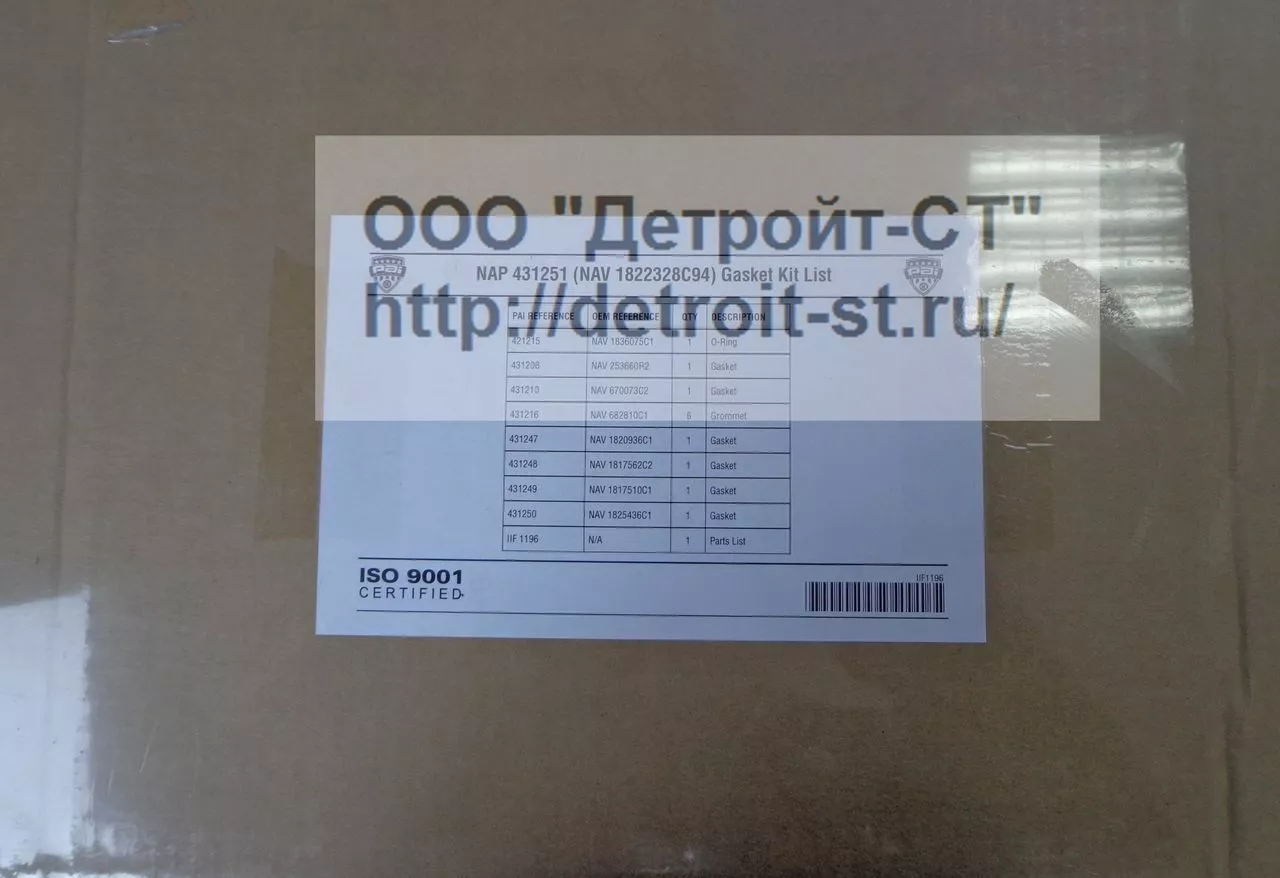 ООО "Детройт-СТ"
http://detroit-st.ru/
PAI
PAI
NAP 431251 (NAV 1822328C94) Gasket Kit List
PAI REFERENCE OEM REFERENCE QTY DESCRIPTION
421215 NAV 1836075C1 1 O-Ring
431206 NAV 253660R2 1 Gasket
431210 NAV 670073C2 1 Gasket
431216 NAV 682810C1 6 Grommet
431247 NAV 1820936C1 1 Gasket
431248 NAV 1817562C2 1 Gasket
431249 NAV 1817510C1 1 Gasket
431250 NAV 1825436C1 1 Gasket
IIF 1196 N/A 1 Parts List
ISO 9001
CERTIFIED
IIF1196